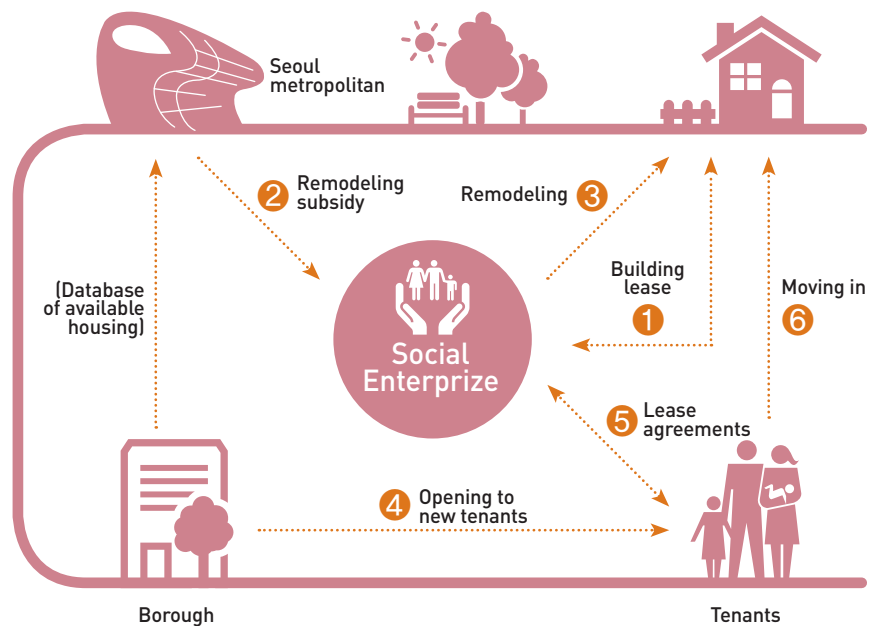 Seoul
metropolitan
2 Remodeling
subsidy
Remodeling 3
(Database
of available
housing)
Building
lease
1
Moving in
6
Social
Enterprize
5 Lease
agreements
4 Opening to
new tenants
Borough
Tenants